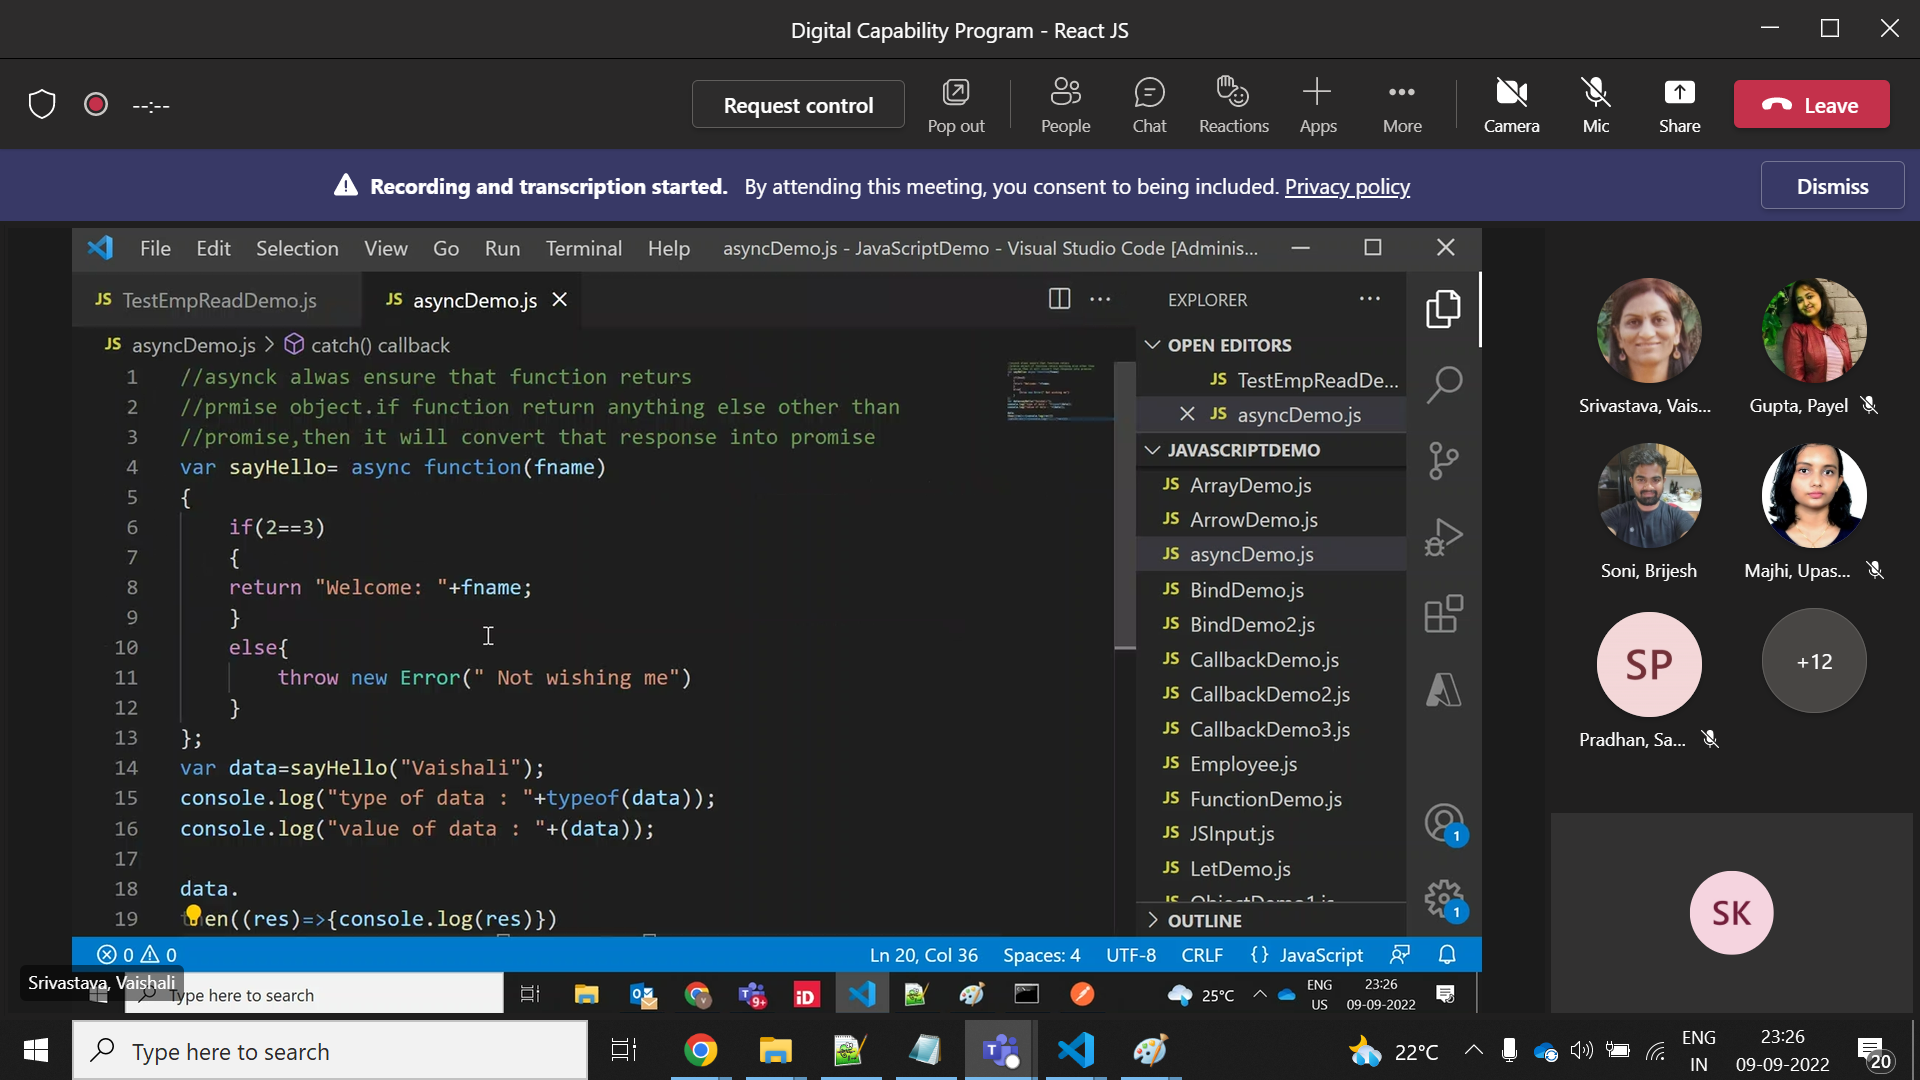 Digital Capability Program - React JS
--:--
Request control
Pop out
People
Chat
Reactions
Apps
More
Camera
Mic
Share
Leave
Recording and transcription started. By attending this meeting, you consent to being included. Privacy policy
Dismiss
File Edit Selection View Go Run Terminal Help
asyncDemo.js - JavaScriptDemo - Visual Studio Code [Adminis...
JS TestEmpReadDemo.js
JS asyncDemo.js
JS asyncDemo.js > catch() callback
1 //asynck alwas ensure that function returs
2 //prmise object.if function return anything else other than
3 //promise,then it will convert that response into promise
4 var sayHello= async function(fname)
5 {
6 if(2==3)
7 {
8 return "Welcome: "+fname;
9 }
10 else{
11 throw new Error(" Not wishing me")
12 }
13 };
14 var data=sayHello("Vaishali");
15 console.log("type of data : "+typeof(data));
16 console.log("value of data : "+(data));
17
18 data.
19 en((res)=>{console.log(res)})
EXPLORER
OPEN EDITORS
JS TestEmpReadDe...
JS asyncDemo.js
JAVASCRIPTDEMO
JS ArrayDemo.js
JS ArrowDemo.js
JS asyncDemo.js
JS BindDemo.js
JS BindDemo2.js
JS CallbackDemo.js
JS CallbackDemo2.js
JS CallbackDemo3.js
JS Employee.js
JS FunctionDemo.js
JS JSInput.js
JS LetDemo.js
OUTLINE
1
1
0 0
Ln 20, Col 36
Spaces: 4
UTF-8
CRLF
{} JavaScript
Srivastava, Vaishali
Type here to search
9+
iD
25°C
ENG
US
23:26
09-09-2022
Srivastava, Vais...
Gupta, Payel
Soni, Brijesh
Majhi, Upas...
SP
+12
Pradhan, Sa...
SK
Type here to search
22°C
ENG
IN
23:26
09-09-2022
20